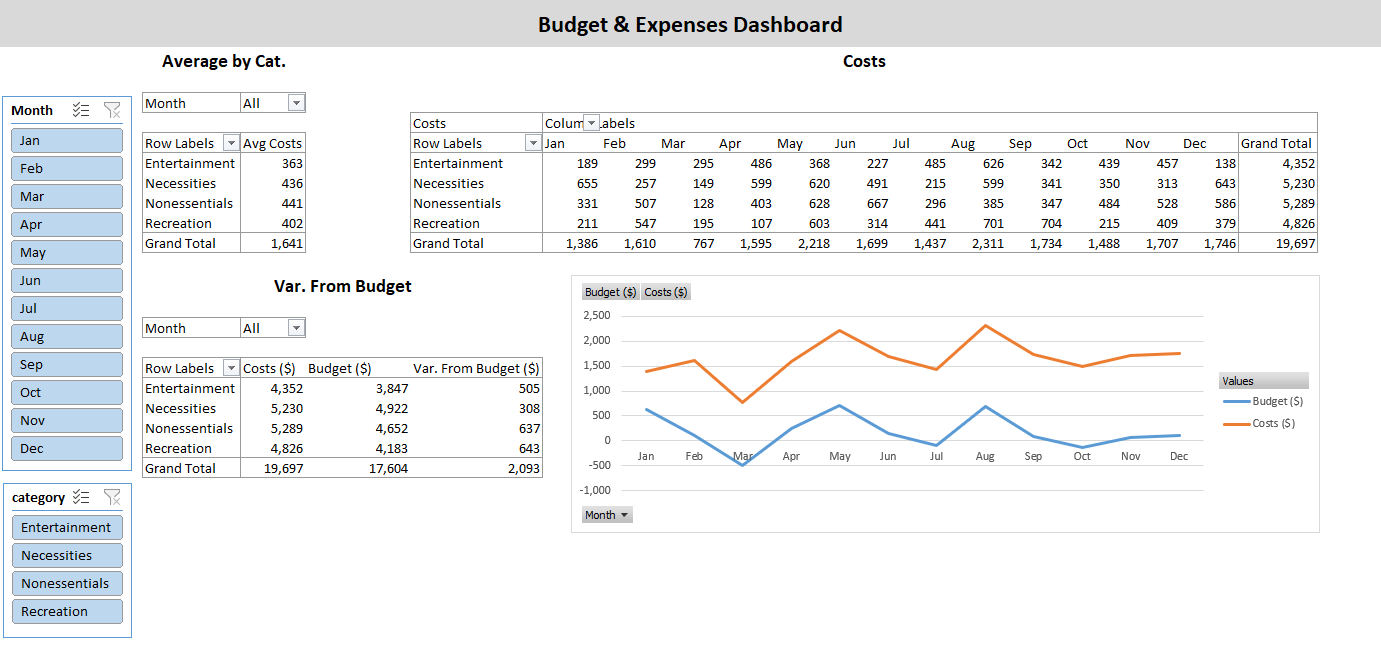 Budget & Expenses Dashboard
Average by Cat.
Costs
Month
Jan
Feb
Mar
Apr
May
Jun
Jul
Aug
Sep
Oct
Nov
Dec
category
Entertainment
Necessities
Nonessentials
Recreation
Month All
Row Labels Avg Costs
Entertainment 363
Necessities 436
Nonessentials 441
Recreation 402
Grand Total 1,641
Costs Colum Labels
Row Labels Jan Feb Mar Apr May Jun Jul Aug Sep Oct Nov Dec Grand Total
Entertainment 189 299 295 486 368 227 485 626 342 439 457 138 4,352
Necessities 655 257 149 599 620 491 215 599 341 350 313 643 5,230
Nonessentials 331 507 128 403 628 667 296 385 347 484 528 586 5,289
Recreation 211 547 195 107 603 314 441 701 704 215 409 379 4,826
Grand Total 1,386 1,610 767 1,595 2,218 1,699 1,437 2,311 1,734 1,488 1,707 1,746 19,697
Var. From Budget
Month All
Row Labels Costs ($) Budget ($) Var. From Budget ($)
Entertainment 4,352 3,847 505
Necessities 5,230 4,922 308
Nonessentials 5,289 4,652 637
Recreation 4,826 4,183 643
Grand Total 19,697 17,604 2,093
Budget ($) Costs ($)
2,500
2,000
1,500
1,000
500
0
-500
-1,000
Jan Feb Mar Apr May Jun Jul Aug Sep Oct Nov Dec
Month
Values
Budget ($)
Costs ($)